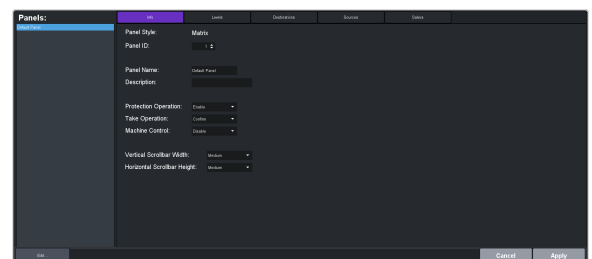 Panels:
Info Levels Destinations Sources Salvos
Default Panel
Panel Style: Matrix
Panel ID: 1
Panel Name: Default Panel
Description:
Protection Operation: Enable
Take Operation: Confirm
Machine Control: Disable
Vertical Scrollbar Width: Medium
Horizontal Scrollbar Height: Medium
Edit... Cancel Apply